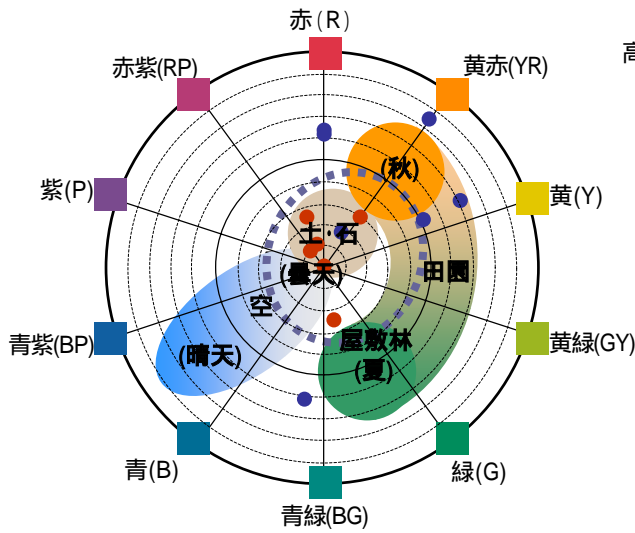 赤(R)
高
赤紫(RP)
黄赤(YR)
(秋)
紫(P)
黄(Y)
土・石
(曇天)
田園
空
青紫(BP)
屋敷林
黄緑(GY)
(晴天)
(夏)
青(B)
緑(G)
青緑(BG)